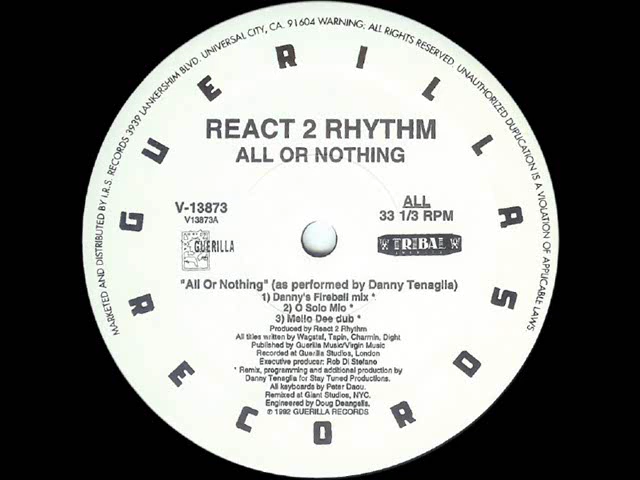 MARKETED AND DISTRIBUTED BY I.R.S. RECORDS 3939 LANKERSHIM BLVD. UNIVERSAL CITY, CA. 91604 WARNING; ALL RIGHTS RESERVED. UNAUTHORIZED DUPLICATION IS A VIOLATION OF APPLICABLE LAWS.
GUERILLA RECORDS
REACT 2 RHYTHM
ALL OR NOTHING
V-13873
V13873A
ALL
33 1/3 RPM
GUERILLA
TRIBAL
AMERICA
"All Or Nothing" (as performed by Danny Tenaglia)
1) Danny's Fireball mix *
2) O Solo Mio *
3) Mello Dee dub *
Produced by React 2 Rhythm
All titles written by Wagstal, Tapin, Charmin, Dight
Published by Guerilla Music/Virgin Music
Recorded at Guerilla Studios, London
Executive producer: Rob Di Stefano
* Remix, programming and additional production by
Danny Tenaglia for Stay Tuned Productions.
All keyboards by Peter Daou.
Remixed at Giant Studios, NYC.
Engineered by Doug Deangelis.
℗ 1992 GUERILLA RECORDS